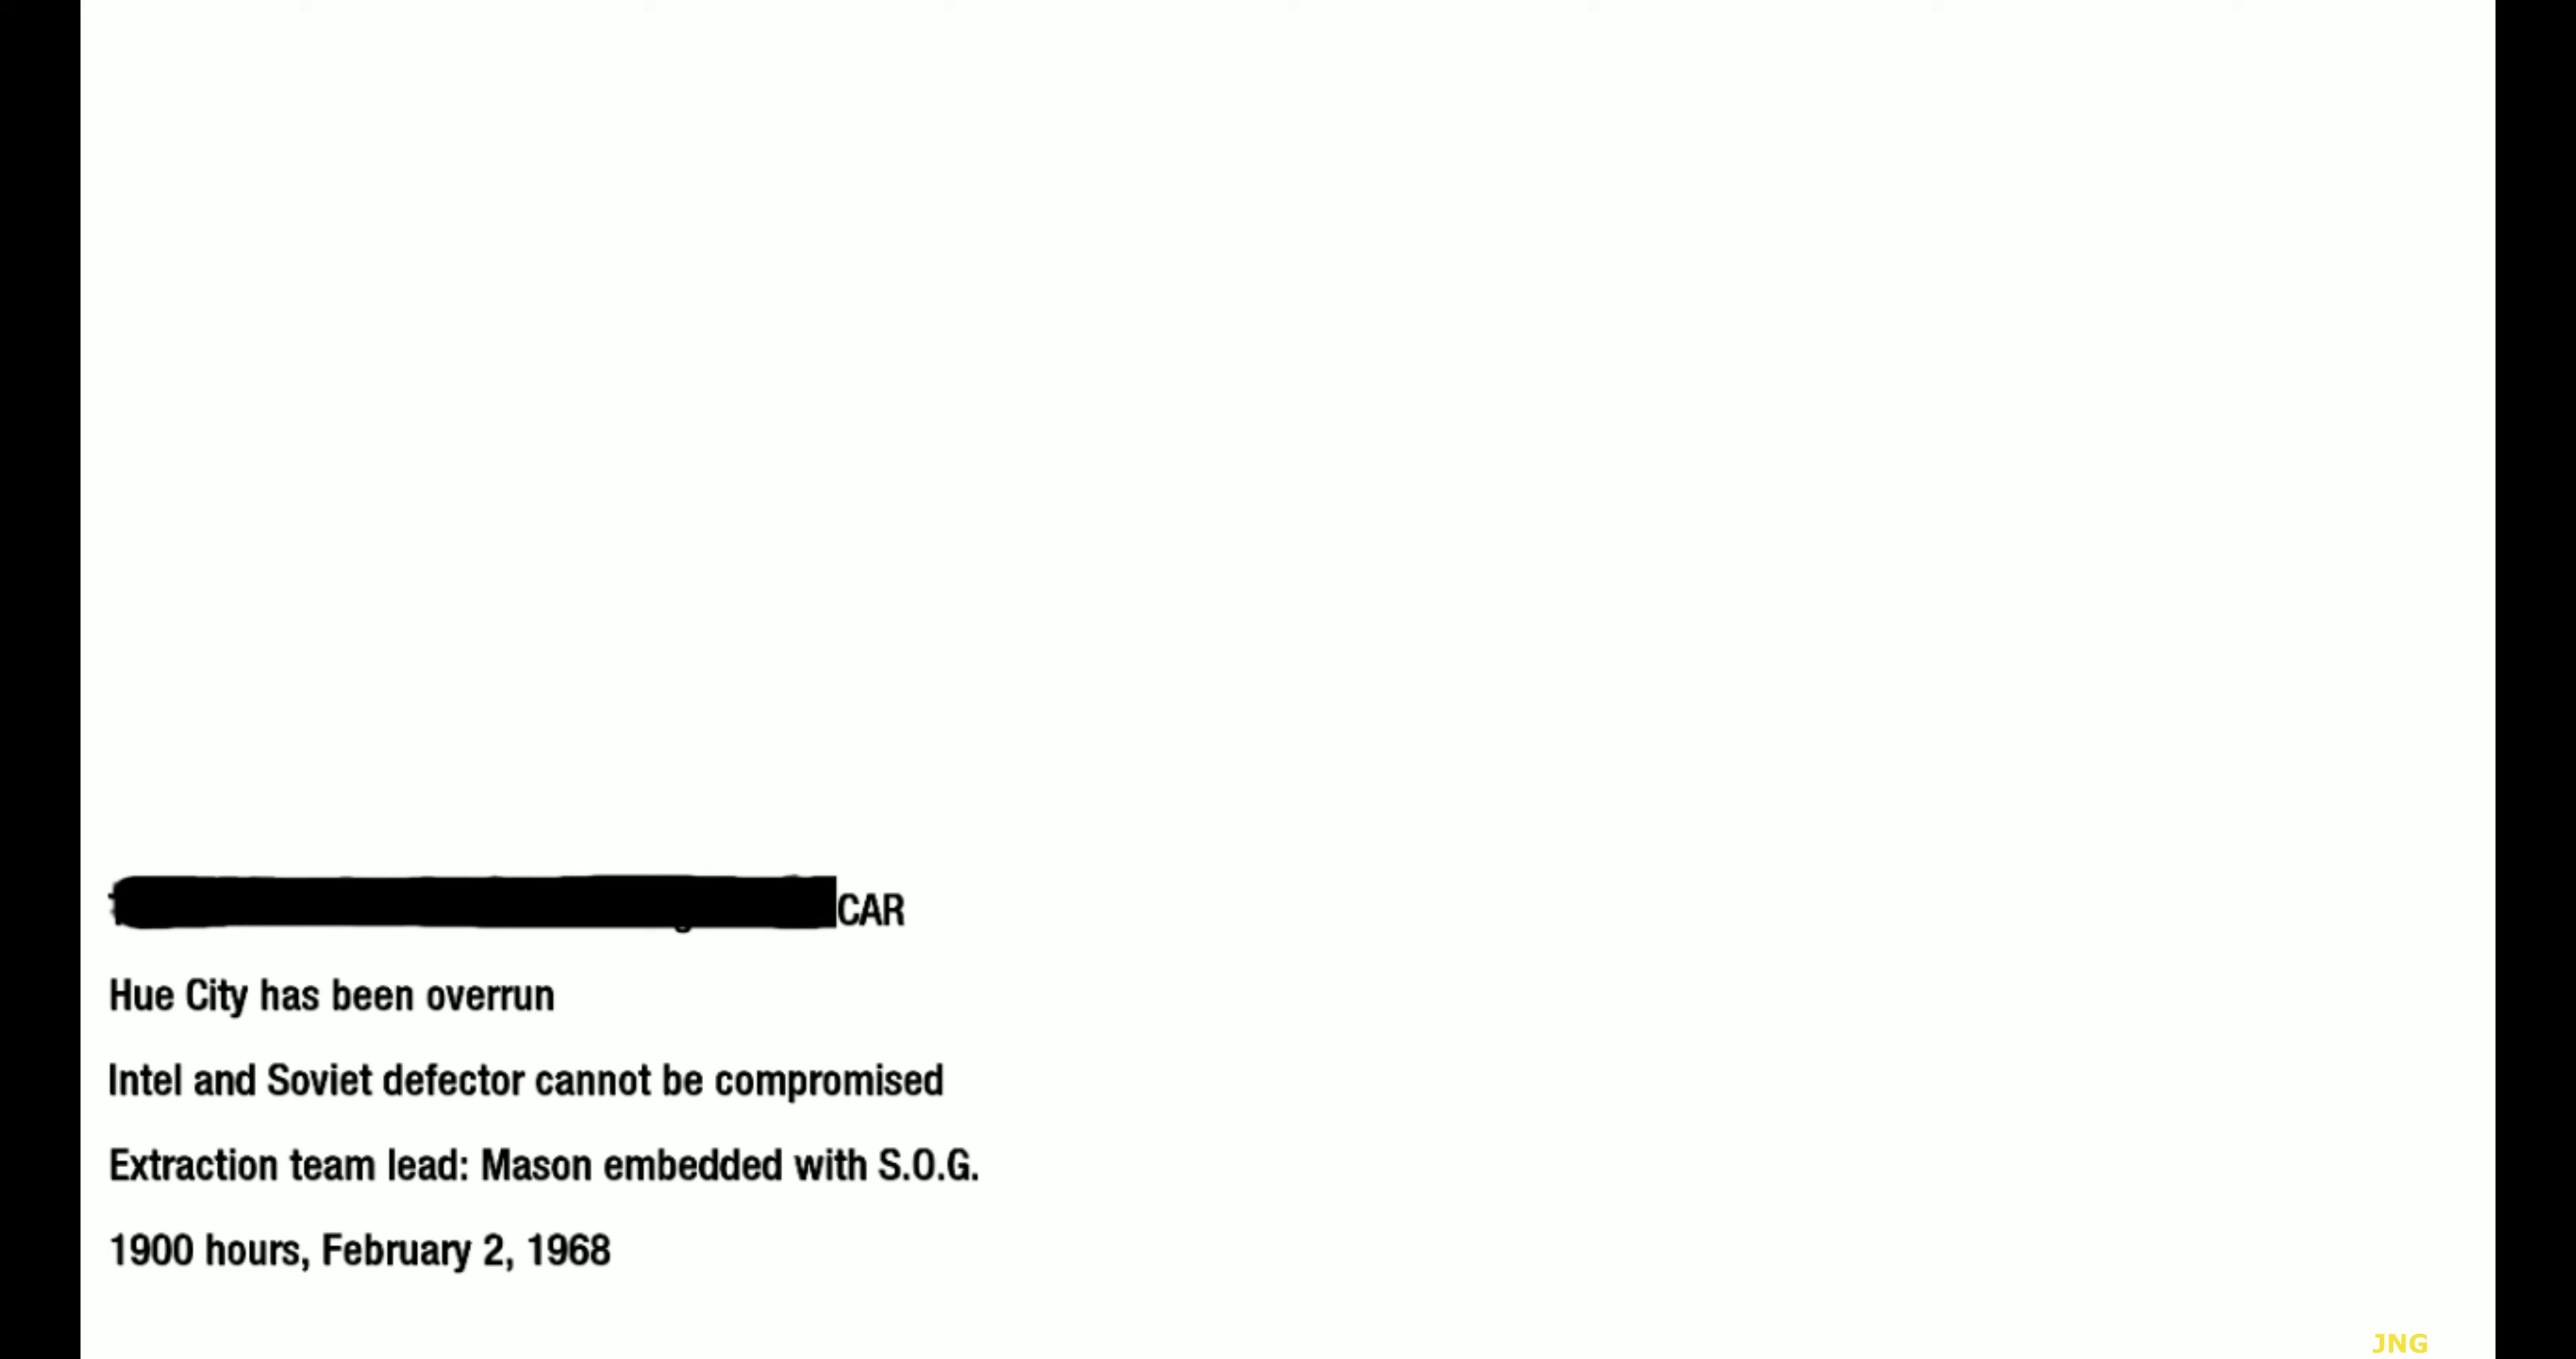 CAR
Hue City has been overrun
Intel and Soviet defector cannot be compromised
Extraction team lead: Mason embedded with S.O.G.
1900 hours, February 2, 1968
JNG